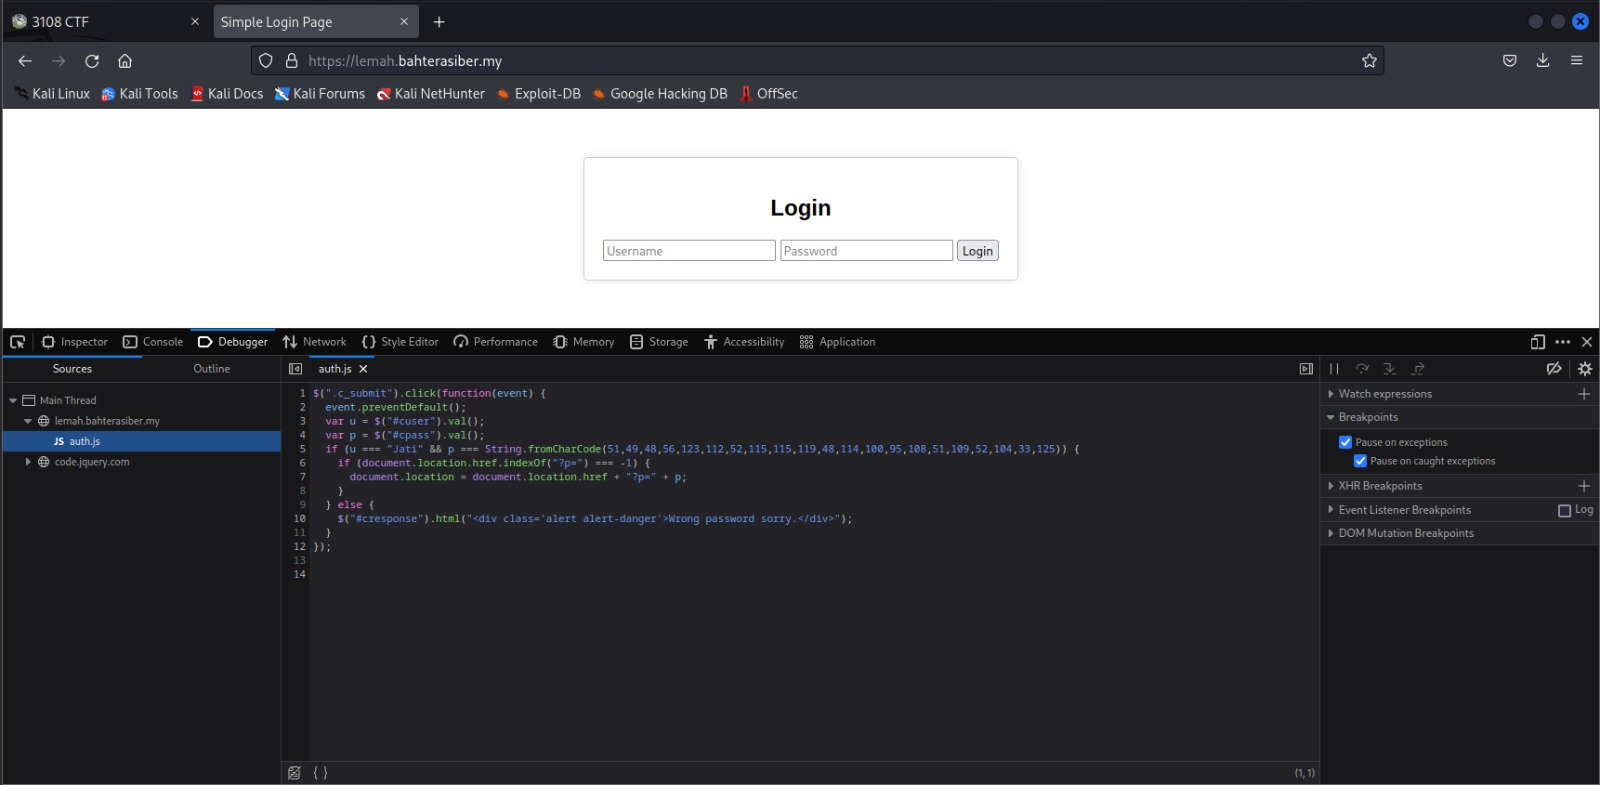 3108 CTF
Simple Login Page
https://lemah.bahterasiber.my
Kali Linux Kali Tools Kali Docs Kali Forums Kali NetHunter Exploit-DB Google Hacking DB OffSec
Login
Username Password Login
Inspector Console Debugger Network Style Editor Performance Memory Storage Accessibility Application
Sources Outline
auth.js
Main Thread
lemah.bahterasiber.my
JS auth.js
code.jquery.com
1 $(".c_submit").click(function(event) {
2 event.preventDefault();
3 var u = $("#cuser").val();
4 var p = $("#cpass").val();
5 if (u === "Jati" && p === String.fromCharCode(51,49,48,56,123,112,52,115,115,119,48,114,100,95,108,51,109,52,104,33,125)) {
6 if (document.location.href.indexOf("?p=") === -1) {
7 document.location = document.location.href + "?p=" + p;
8 }
9 } else {
10 $("#cresponse").html("<div class='alert alert-danger'>Wrong password sorry.</div>");
11 }
12 });
13
14
Watch expressions
Breakpoints
Pause on exceptions
Pause on caught exceptions
XHR Breakpoints
Event Listener Breakpoints Log
DOM Mutation Breakpoints
{ } (1, 1)